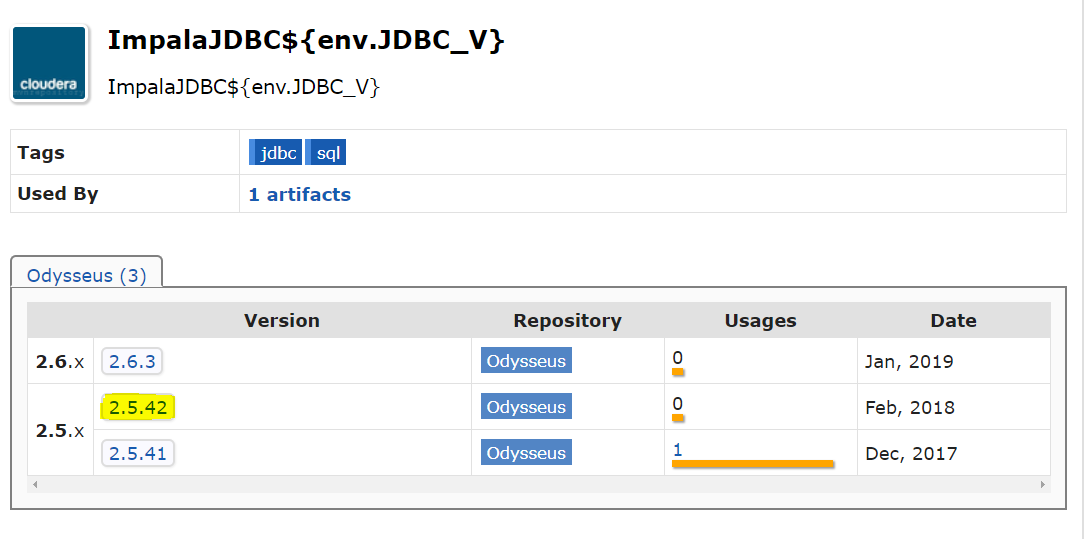 cloudera
ImpalaJDBC${env.JDBC_V}
ImpalaJDBC${env.JDBC_V}
Tags jdbc sql
Used By 1 artifacts
Odysseus (3)
Version Repository Usages Date
2.6.x 2.6.3 Odysseus 0 Jan, 2019
2.5.42 Odysseus 0 Feb, 2018
2.5.x
2.5.41 Odysseus 1 Dec, 2017